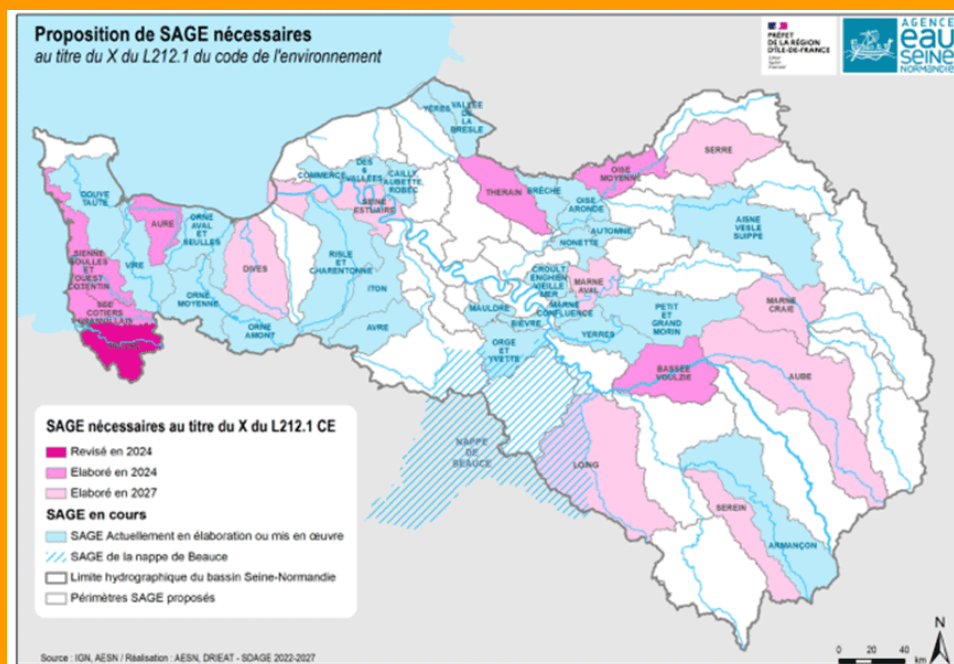 Proposition de SAGE nécessaires
au titre du X du L212.1 du code de l'environnement
PRÉFET
DE LA RÉGION
D'ÎLE-DE-FRANCE
AGENCE
eau
SEINE
NORMANDIE
YÈRES
VALLÉE
DE LA
BRESLE
SERRE
OISE
MOYENNE
DES
6
VALLÉES
COMMERCE
CAILLY,
AUBETTE,
ROBEC
SEINE
ESTUAIRE
THERAIN
BRÈCHE
OISE
ARONDE
AUTOMNE
NONETTE
AISNE
VESLE
SUIPPE
DOUVE
TAUTE
AURE
ORNE
AVAL
ET
SEULLES
VIRE
DIVES
RISLE
ET
CHARENTONNE
ITON
SIENNE
SOULLES
ET
OUEST
COTENTIN
SEE
COTIERS
GRANVILLAIS
ORNE
MOYENNE
ORNE
AMONT
AVRE
CROULT
ENGHIEN
VIEILLE
MER
MARNE
AVAL
MARNE
CONFLUENCE
MAULDRE
BIÈVRE
YERRES
ORGE
ET
YVETTE
PETIT
ET
GRAND
MORIN
MARNE
CRAIE
BASSÉE
VOULZIE
AUBE
NAPPE
DE
BEAUCE
LOING
SEREIN
ARMANÇON
SAGE nécessaires au titre du X du L212.1 CE
Revisé en 2024
Elaboré en 2024
Elaboré en 2027
SAGE en cours
SAGE Actuellement en élaboration ou mis en œuvre
SAGE de la nappe de Beauce
Limite hydrographique du bassin Seine-Normandie
Périmètres SAGE proposés
Source : IGN, AESN / Réalisation : AESN, DRIEAT - SDAGE 2022-2027
N
0 20 40
km